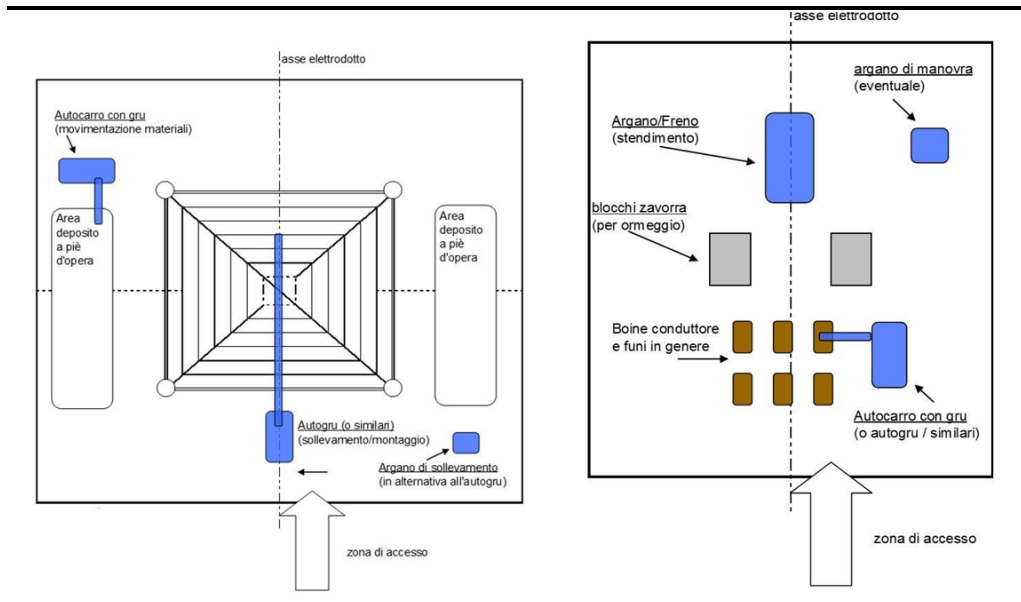 asse elettrodotto
Autocarro con gru
(movimentazione materiali)
Area
deposito
a piè
d'opera
Area
deposito
a piè
d'opera
Autogru (o similari)
(sollevamento/montaggio)
Argano di sollevamento
(in alternativa all'autogru)
zona di accesso
asse elettrodotto
argano di manovra
(eventuale)
Argano/Freno
(stendimento)
blocchi zavorra
(per ormeggio)
Boine conduttore
e funi in genere
Autocarro con gru
(o autogru / similari)
zona di accesso